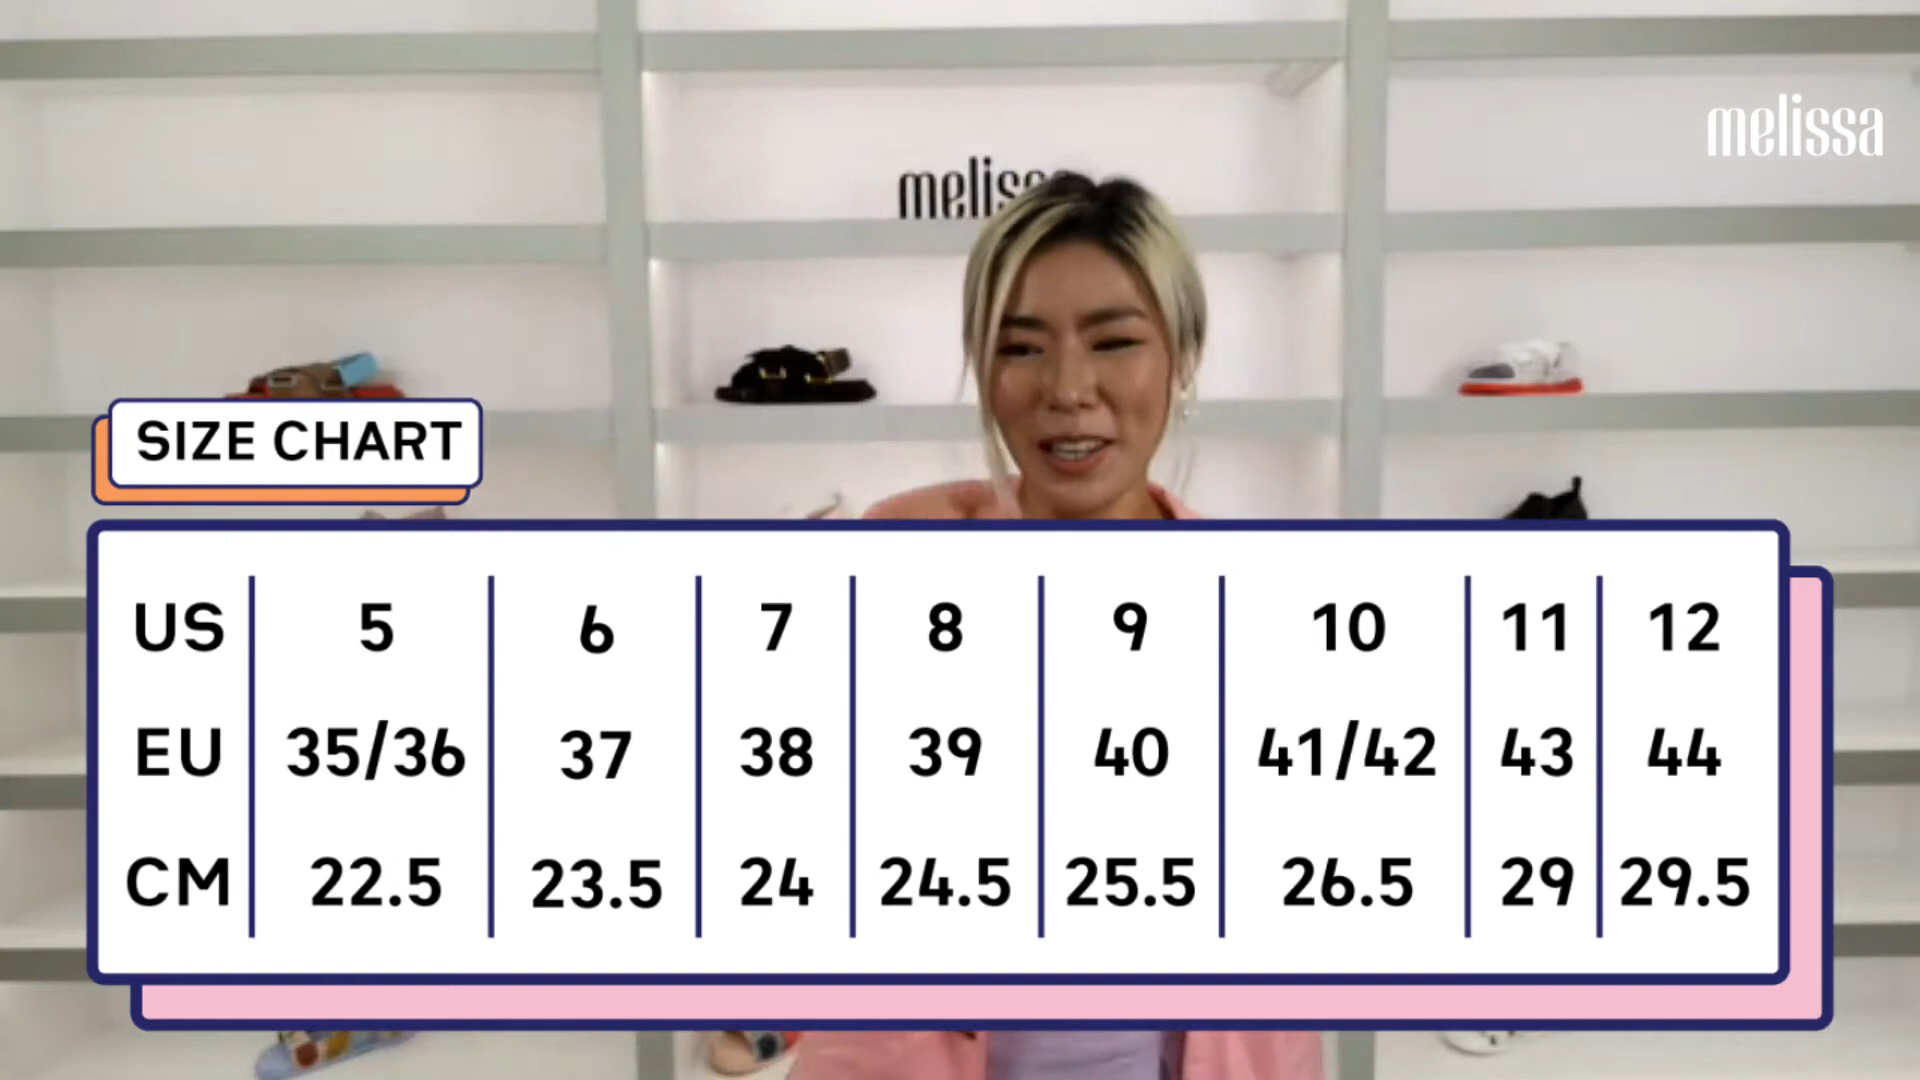 melissa
melis
SIZE CHART
US 5 6 7 8 9 10 11 12
EU 35/36 37 38 39 40 41/42 43 44
CM 22.5 23.5 24 24.5 25.5 26.5 29 29.5